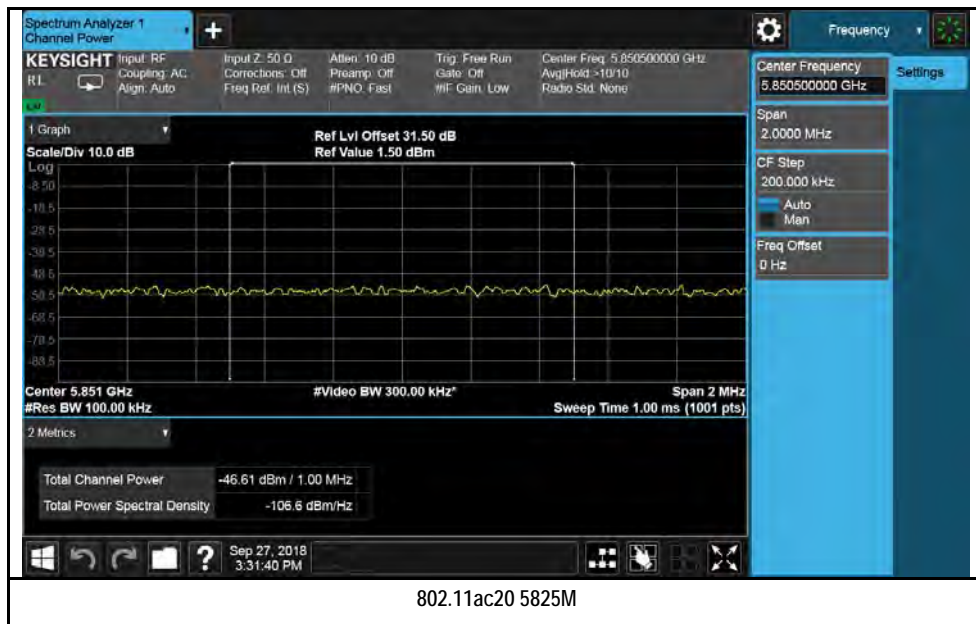 Spectrum Analyzer 1
Channel Power
Frequency
KEYSIGHT
RL
Input: RF
Coupling: AC
Align: Auto
Input Z: 50 Ω
Corrections: Off
Freq Ref: Int (S)
Atten: 10 dB
Preamp: Off
#PNO: Fast
Trig: Free Run
Gate: Off
#IF Gain: Low
Center Freq: 5.850500000 GHz
Avg|Hold:>10/10
Radio Std: None
Center Frequency
5.850500000 GHz
Settings
Span
2.0000 MHz
CF Step
200.000 kHz
Auto
Man
Freq Offset
0 Hz
1 Graph
Scale/Div 10.0 dB
Ref Lvl Offset 31.50 dB
Ref Value 1.50 dBm
Log
-8.50
-18.5
-28.5
-38.5
-48.5
-58.5
-68.5
-78.5
-88.5
Center 5.851 GHz
#Video BW 300.00 kHz*
Span 2 MHz
#Res BW 100.00 kHz
Sweep Time 1.00 ms (1001 pts)
2 Metrics
Total Channel Power
-46.61 dBm / 1.00 MHz
Total Power Spectral Density
-106.6 dBm/Hz
?
Sep 27, 2018
3:31:40 PM
802.11ac20 5825M